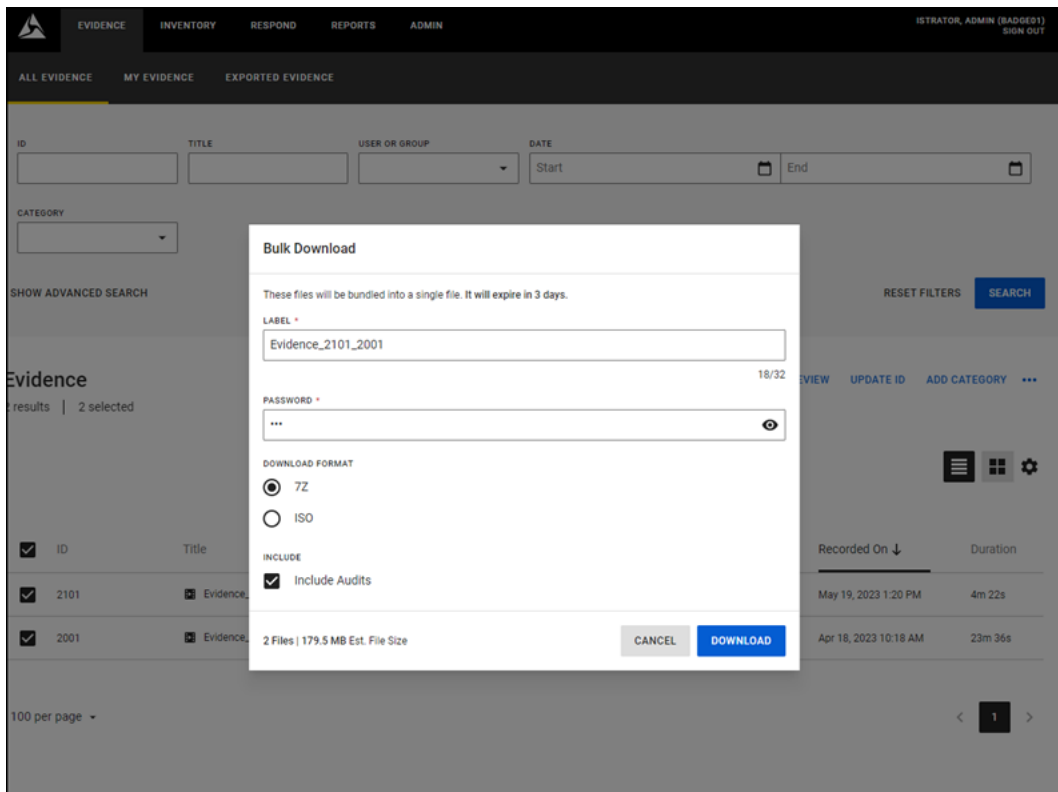 EVIDENCE INVENTORY RESPOND REPORTS ADMIN
ISTRATOR, ADMIN (BADGE01)
SIGN OUT
ALL EVIDENCE MY EVIDENCE EXPORTED EVIDENCE
ID TITLE USER OR GROUP DATE
Start End
CATEGORY
SHOW ADVANCED SEARCH RESET FILTERS SEARCH
Bulk Download
These files will be bundled into a single file. It will expire in 3 days.
LABEL *
Evidence_2101_2001
18/32
PASSWORD *
•••
DOWNLOAD FORMAT
7Z
ISO
INCLUDE
Include Audits
2 Files | 179.5 MB Est. File Size CANCEL DOWNLOAD
Evidence
results | 2 selected
EVIEW UPDATE ID ADD CATEGORY •••
ID Title Recorded On ↓ Duration
2101 Evidence_ May 19, 2023 1:20 PM 4m 22s
2001 Evidence_ Apr 18, 2023 10:18 AM 23m 36s
100 per page < 1 >